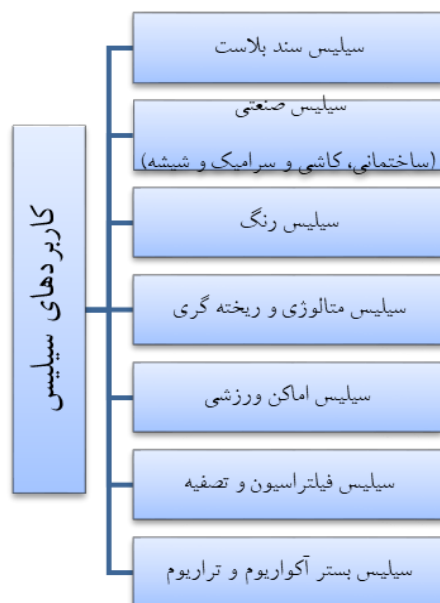 کاربردهای سیلیس
سیلیس سند بلاست
سیلیس صنعتی
(ساختمانی، کاشی و سرامیک و شیشه)
سیلیس رنگ
سیلیس متالوژی و ریخته گری
سیلیس اماکن ورزشی
سیلیس فیلتراسیون و تصفیه
سیلیس بستر آکواریوم و تراریوم